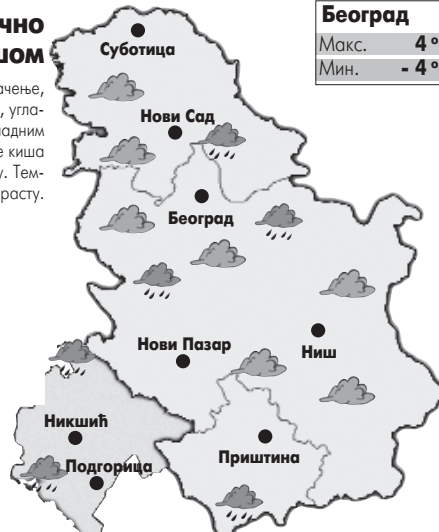 чно
шом
ачење,
, угла-
адним
е киша
у. Тем-
расту.
Београд
Макс. 4°
Мин. - 4°
Суботица
Нови Сад
Београд
Нови Пазар
Ниш
Никшић
Подгорица
Приштина